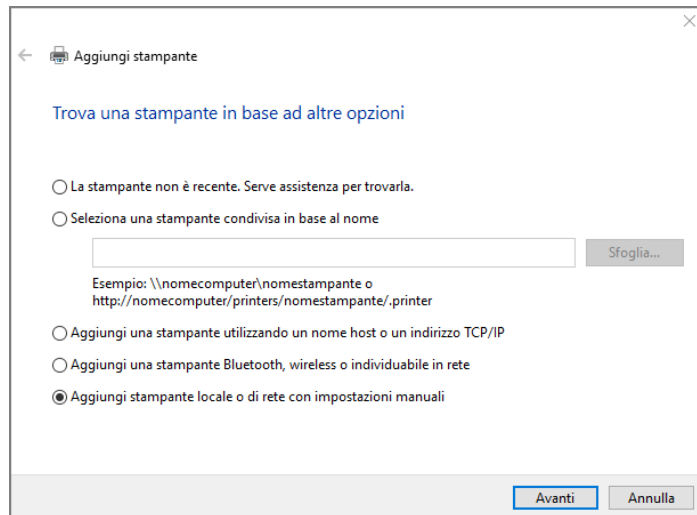 Aggiungi stampante
Trova una stampante in base ad altre opzioni
La stampante non è recente. Serve assistenza per trovarla.
Seleziona una stampante condivisa in base al nome
Sfoglia...
Esempio: \\nomecomputer\nomestampante o
http://nomecomputer/printers/nomestampante/.printer
Aggiungi una stampante utilizzando un nome host o un indirizzo TCP/IP
Aggiungi una stampante Bluetooth, wireless o individuabile in rete
Aggiungi stampante locale o di rete con impostazioni manuali
Avanti Annulla